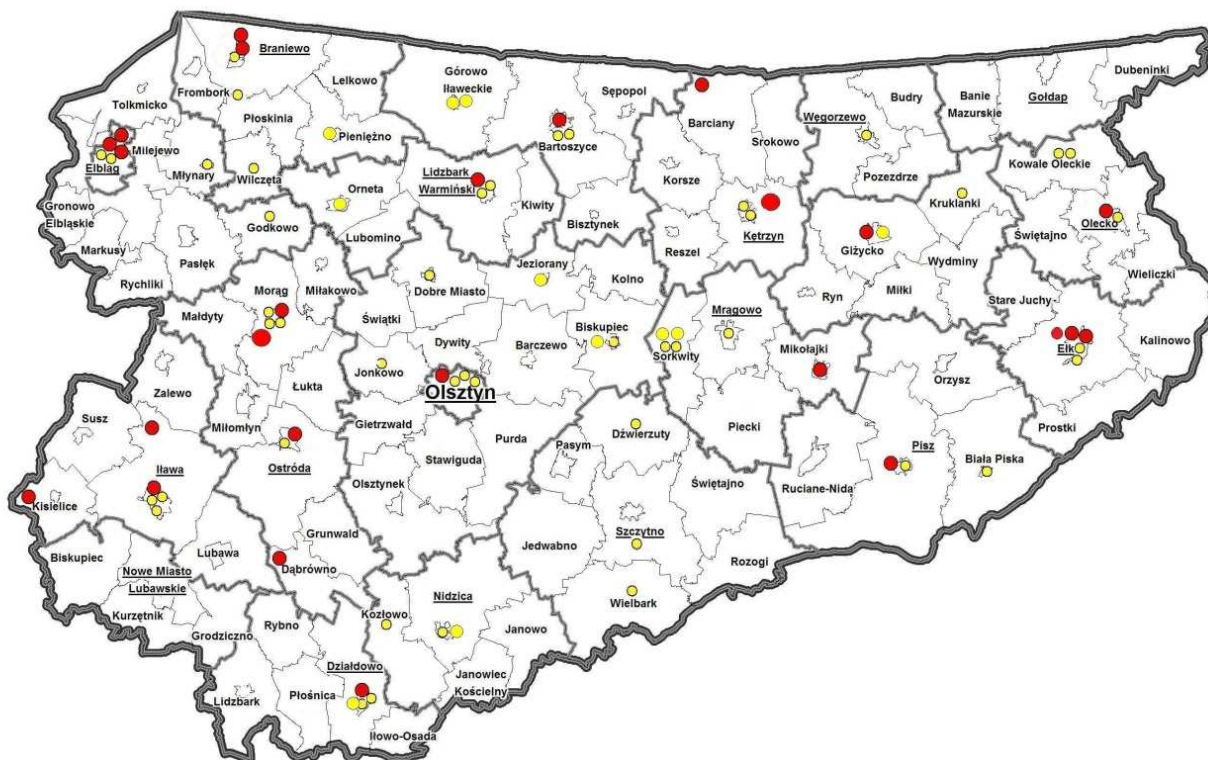 Braniewo
Lelkowo
Górowo
Iławeckie
Sępopol
Dubeninki
Frombork
Tolkmicko
Płoskinia
Pieniężno
Bartoszyce
Barciany
Srokowo
Węgorzewo
Budry
Banie
Mazurskie
Gołdap
Milejewo
Elbląg
Młynary
Wilczęta
Orneta
Lidzbark
Warmiński
Kiwity
Korsze
Pozezdrze
Kowale Oleckie
Kruklanki
Gronowo
Elbląskie
Markusy
Godkowo
Lubomino
Bisztynek
Kętrzyn
Giżycko
Świętajno
Olecko
Rychliki
Pasłęk
Reszel
Wydminy
Wieliczki
Morąg
Miłakowo
Dobre Miasto
Jeziorany
Kolno
Ryn
Miłki
Stare Juchy
Małdyty
Świątki
Dywity
Barczewo
Biskupiec
Sorkwity
Mrągowo
Mikołajki
Ełk
Kalinowo
Zalewo
Łukta
Jonkowo
Olsztyn
Orzysz
Susz
Miłomłyn
Gietrzwałd
Purda
Pasym
Dźwierzuty
Piecki
Prostki
Iława
Ostróda
Stawiguda
Olsztynek
Świętajno
Ruciane-Nida
Pisz
Biała Piska
Kisielice
Grunwald
Szczytno
Jedwabno
Rozogi
Biskupiec
Lubawa
Dąbrówno
Nowe Miasto
Lubawskie
Kurzętnik
Grodziczno
Rybno
Kozłowo
Nidzica
Janowo
Wielbark
Działdowo
Janowiec
Kościelny
Lidzbark
Płośnica
Iłowo-Osada